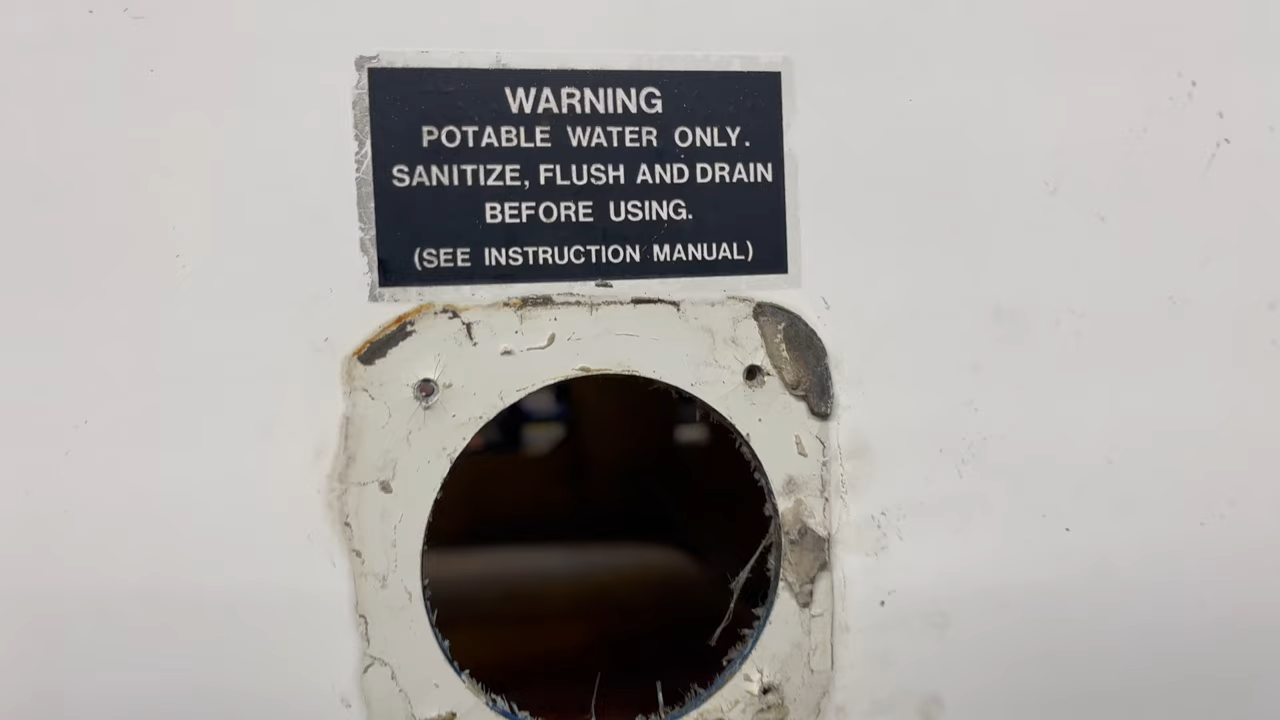 WARNING
POTABLE WATER ONLY.
SANITIZE, FLUSH AND DRAIN
BEFORE USING.
(SEE INSTRUCTION MANUAL)